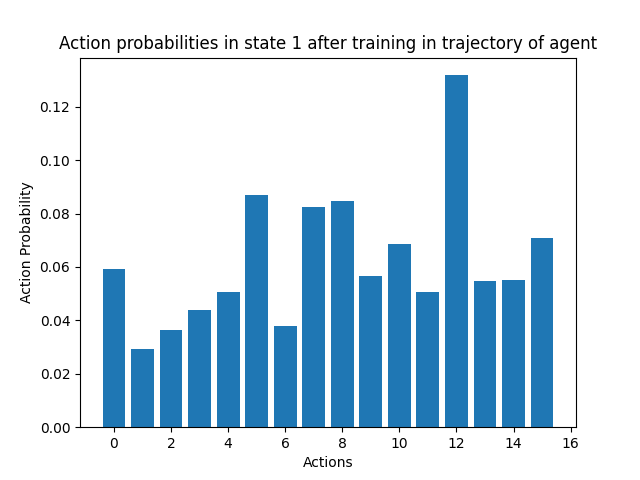 Action probabilities in state 1 after training in trajectory of agent
0.12
0.10
0.08
0.06
0.04
0.02
0.00
Action Probability
0 2 4 6 8 10 12 14 16
Actions